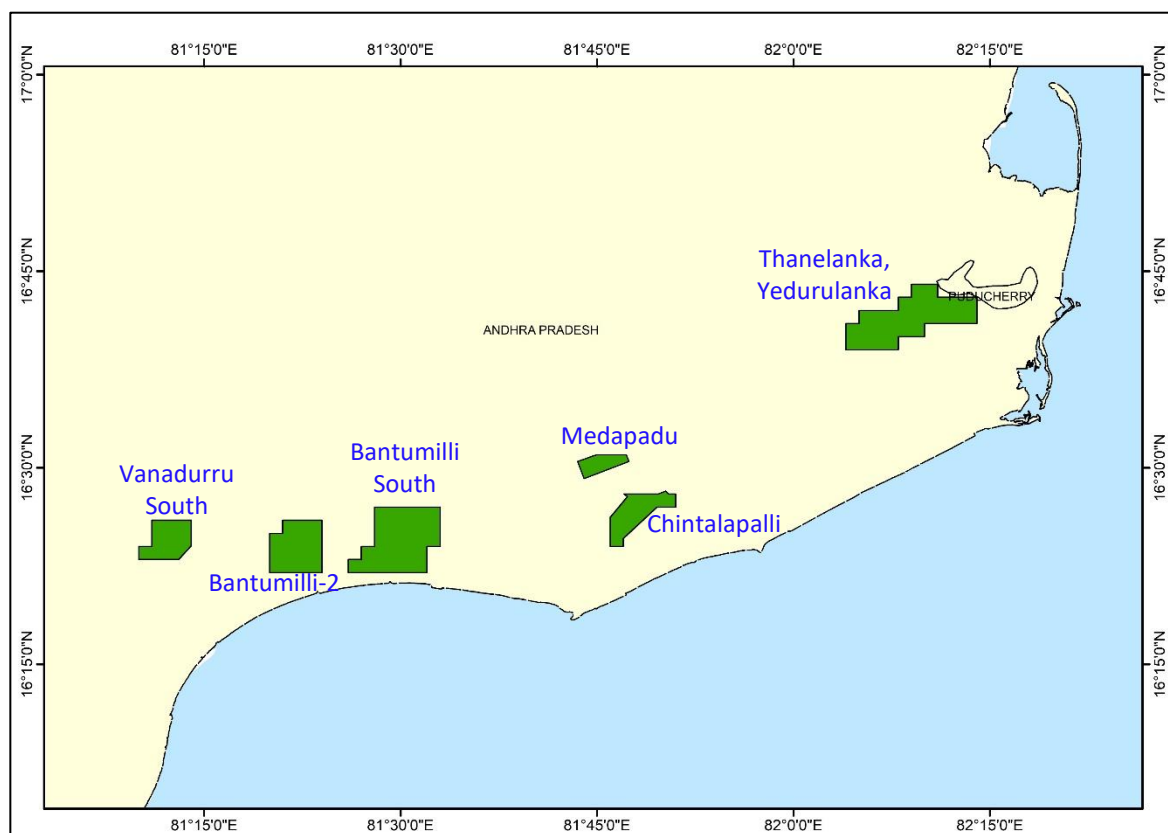 81°15'0"E
81°30'0"E
81°45'0"E
82°0'0"E
82°15'0"E
17°0'0"N
17°0'0"N
16°45'0"N
16°45'0"N
Thanelanka,
Yedurulanka
PUDUCHERRY
ANDHRA PRADESH
Medapadu
Bantumilli
South
Vanadurru
South
16°30'0"N
16°30'0"N
Chintalapalli
Bantumilli-2
16°15'0"N
16°15'0"N
81°15'0"E
81°30'0"E
81°45'0"E
82°0'0"E
82°15'0"E